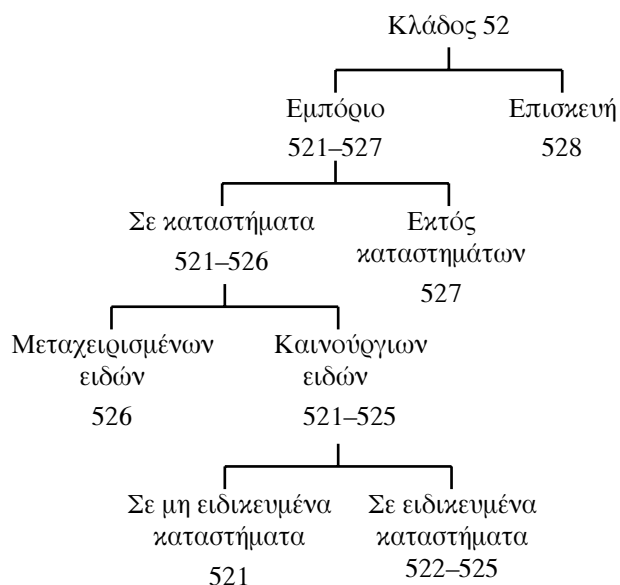 Κλάδος 52
Εμπόριο Επισκευή
521–527 528
Σε καταστήματα Εκτός
καταστημάτων
521–526
527
Μεταχειρισμένων Καινούργιων
ειδών ειδών
526 521–525
Σε μη ειδικευμένα Σε ειδικευμένα
καταστήματα καταστήματα
521 522–525